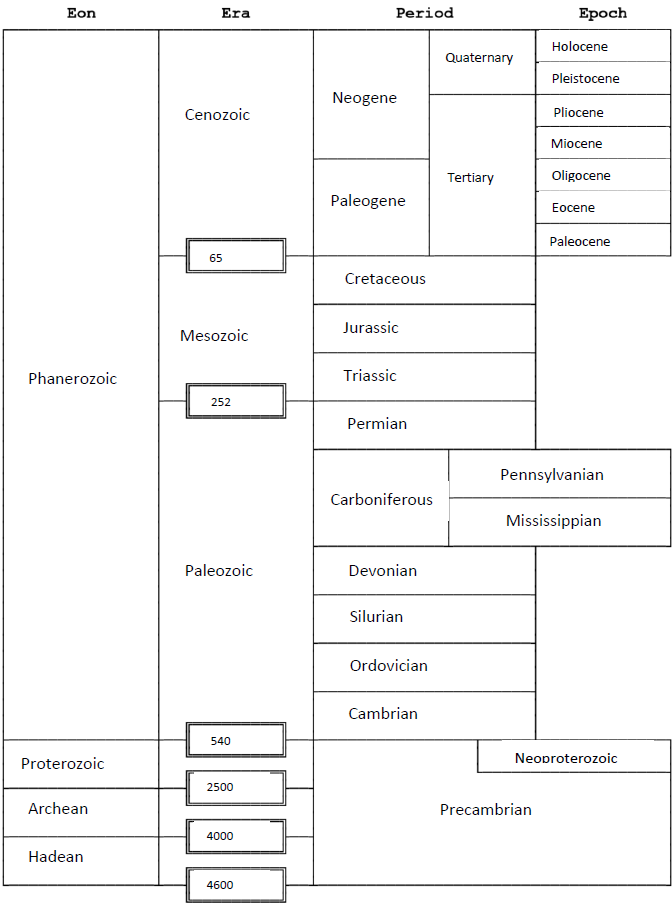 Eon Era Period Epoch
Holocene
Quaternary
Pleistocene
Neogene
Cenozoic
Pliocene
Miocene
Tertiary
Oligocene
Paleogene
Eocene
Paleocene
65
Cretaceous
Jurassic
Mesozoic
Phanerozoic
Triassic
252
Permian
Pennsylvanian
Carboniferous
Mississippian
Paleozoic
Devonian
Silurian
Ordovician
Cambrian
540
Neoproterozoic
Proterozoic
2500
Archean
Precambrian
4000
Hadean
4600